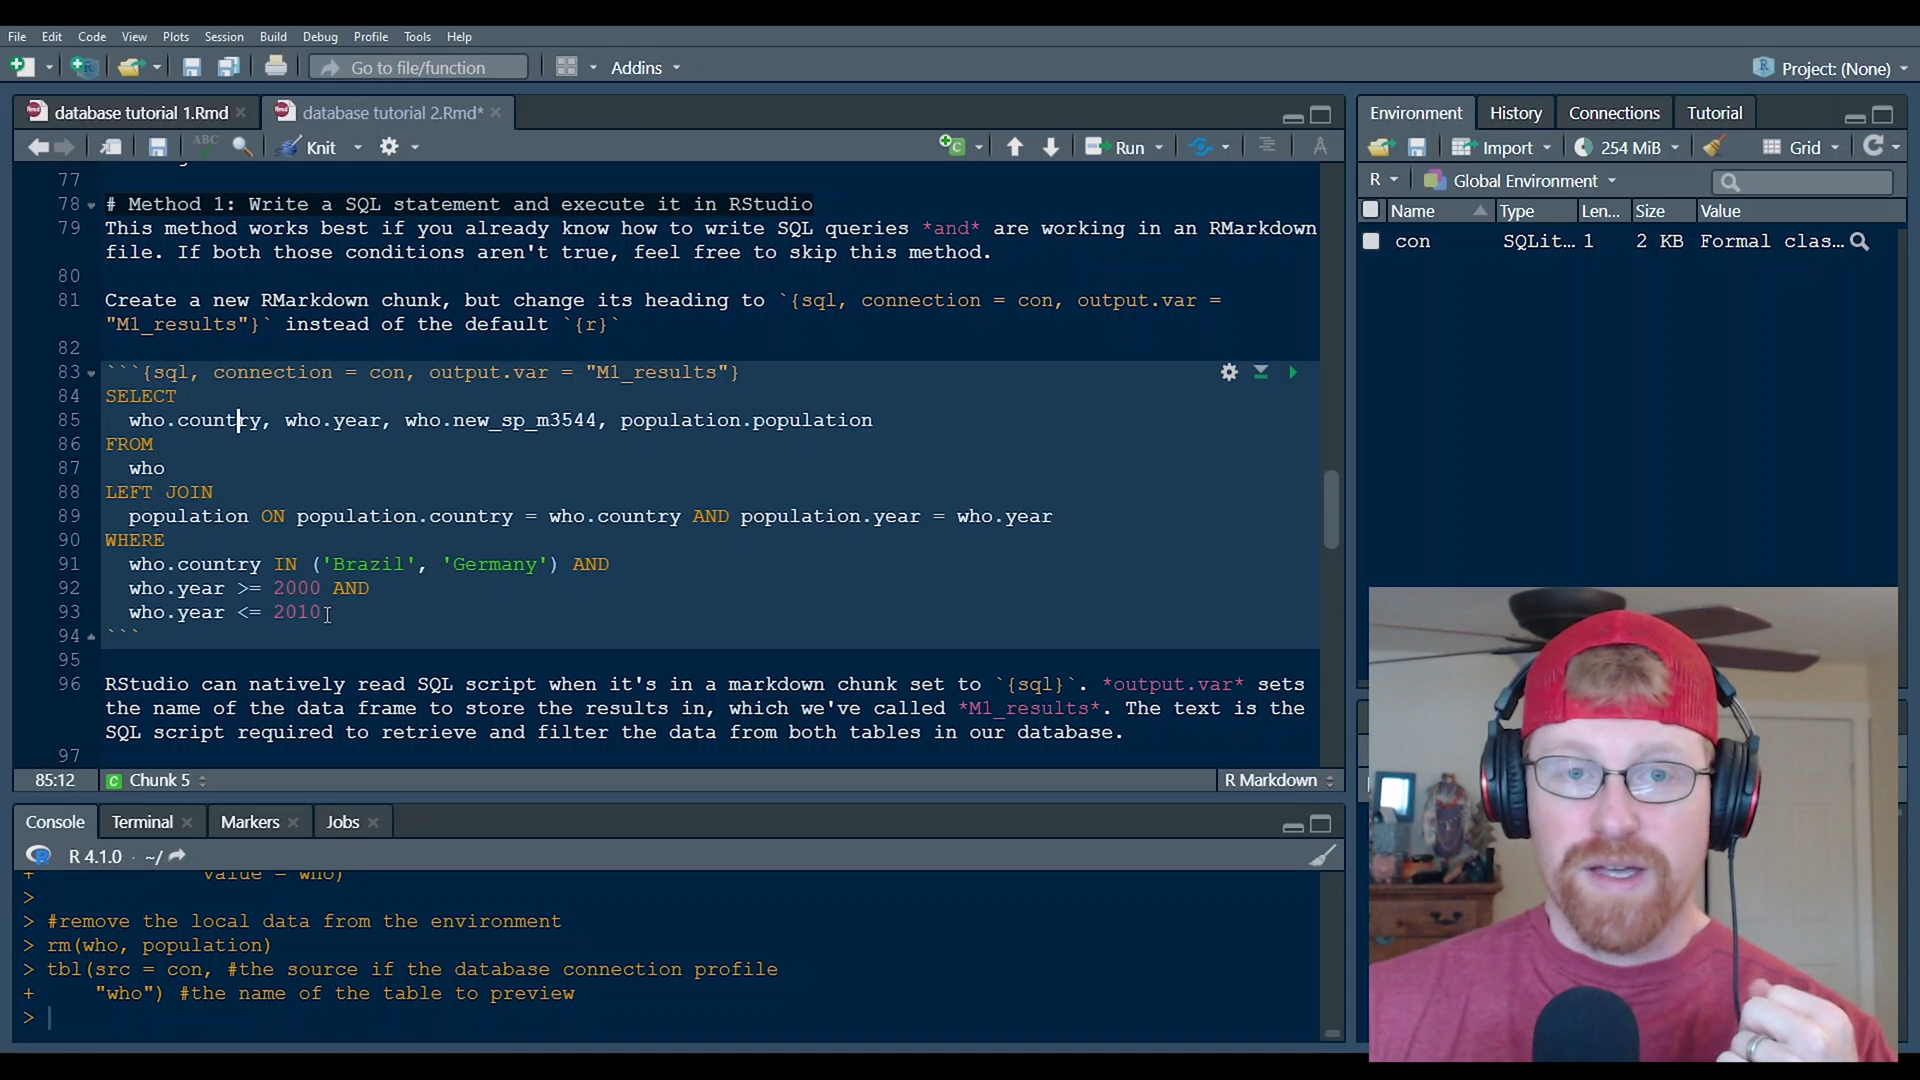 File Edit Code View Plots Session Build Debug Profile Tools Help
Go to file/function Addins Project: (None)
database tutorial 1.Rmd database tutorial 2.Rmd*
ABC Knit Run
77
78 # Method 1: Write a SQL statement and execute it in RStudio
79 This method works best if you already know how to write SQL queries *and* are working in an RMarkdown
file. If both those conditions aren't true, feel free to skip this method.
80
81 Create a new RMarkdown chunk, but change its heading to `{sql, connection = con, output.var =
"M1_results"}` instead of the default `{r}`
82
83 ```{sql, connection = con, output.var = "M1_results"}
84 SELECT
85 who.country, who.year, who.new_sp_m3544, population.population
86 FROM
87 who
88 LEFT JOIN
89 population ON population.country = who.country AND population.year = who.year
90 WHERE
91 who.country IN ('Brazil', 'Germany') AND
92 who.year >= 2000 AND
93 who.year <= 2010
94 ```
95
96 RStudio can natively read SQL script when it's in a markdown chunk set to `{sql}`. *output.var* sets
the name of the data frame to store the results in, which we've called *M1_results*. The text is the
SQL script required to retrieve and filter the data from both tables in our database.
97
85:12 C Chunk 5 R Markdown
Console Terminal Markers Jobs
R 4.1.0 · ~/
+ value = who)
>
> #remove the local data from the environment
> rm(who, population)
> tbl(src = con, #the source if the database connection profile
+ "who") #the name of the table to preview
>
Environment History Connections Tutorial
Import 254 MiB Grid
R Global Environment
Name Type Len... Size Value
con SQLit... 1 2 KB Formal clas...